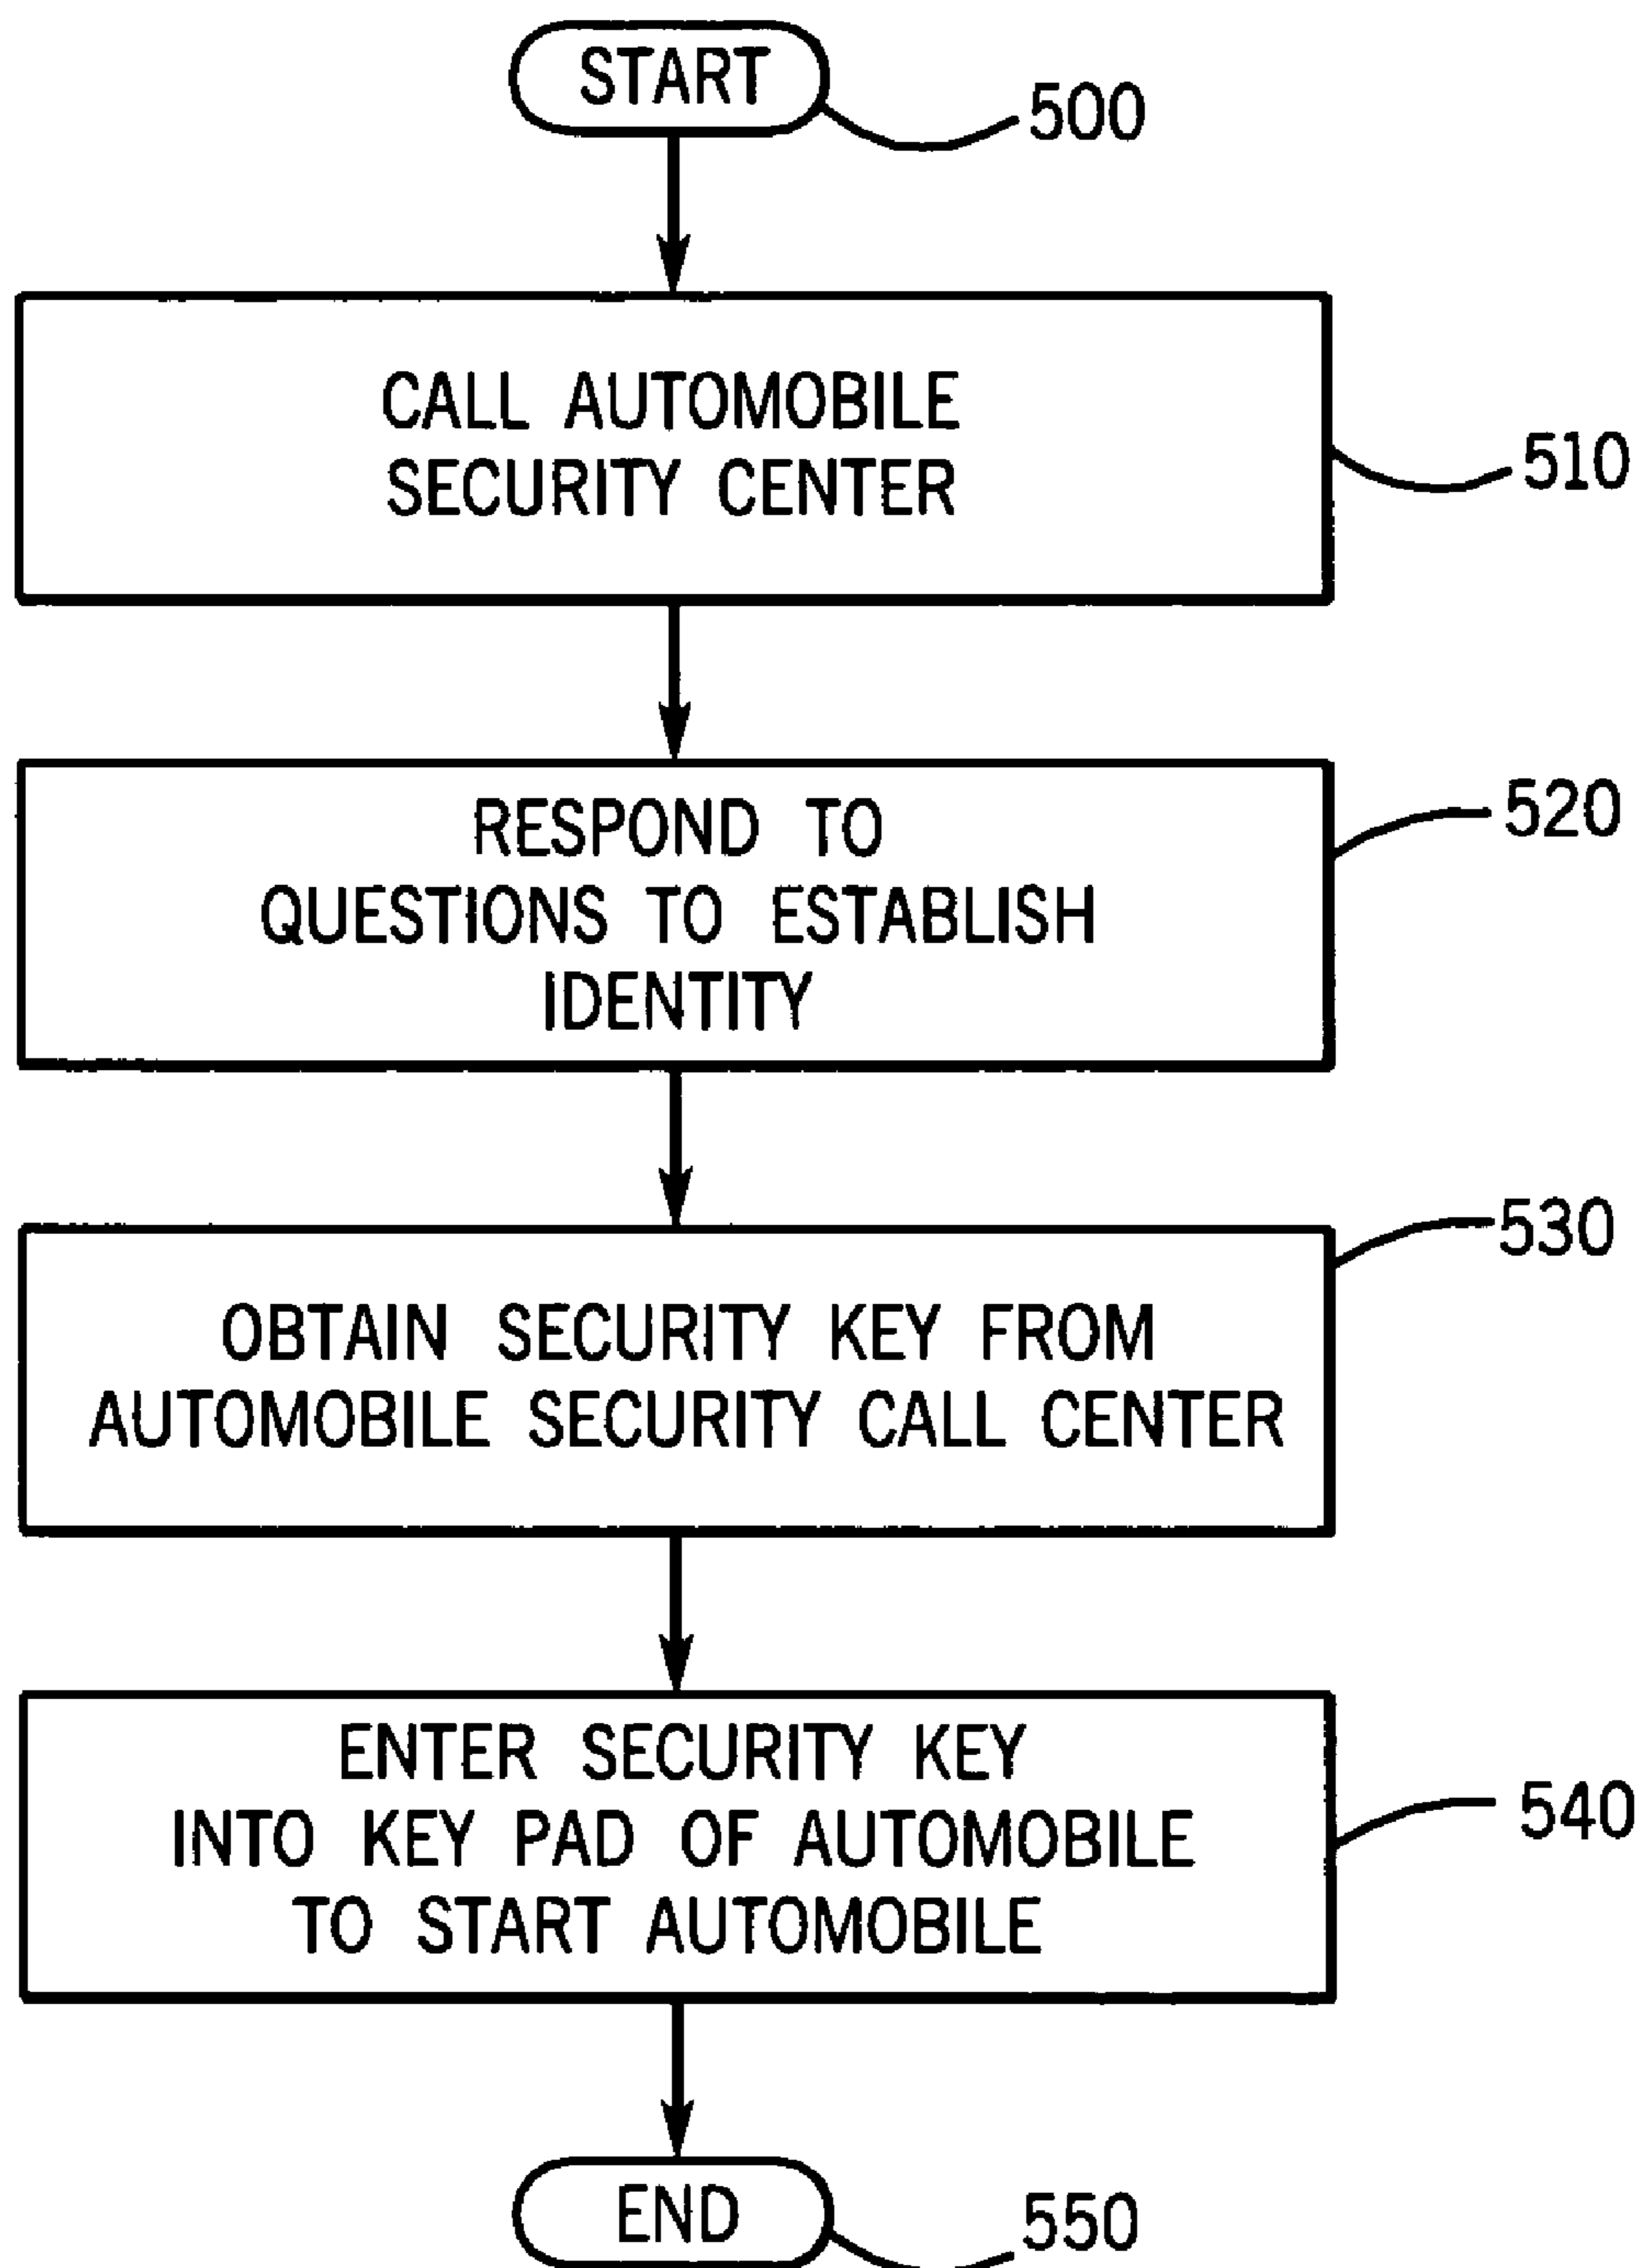 START
500
CALL AUTOMOBILE
SECURITY CENTER
510
RESPOND TO
QUESTIONS TO ESTABLISH
IDENTITY
520
OBTAIN SECURITY KEY FROM
AUTOMOBILE SECURITY CALL CENTER
530
ENTER SECURITY KEY
INTO KEY PAD OF AUTOMOBILE
TO START AUTOMOBILE
540
END
550